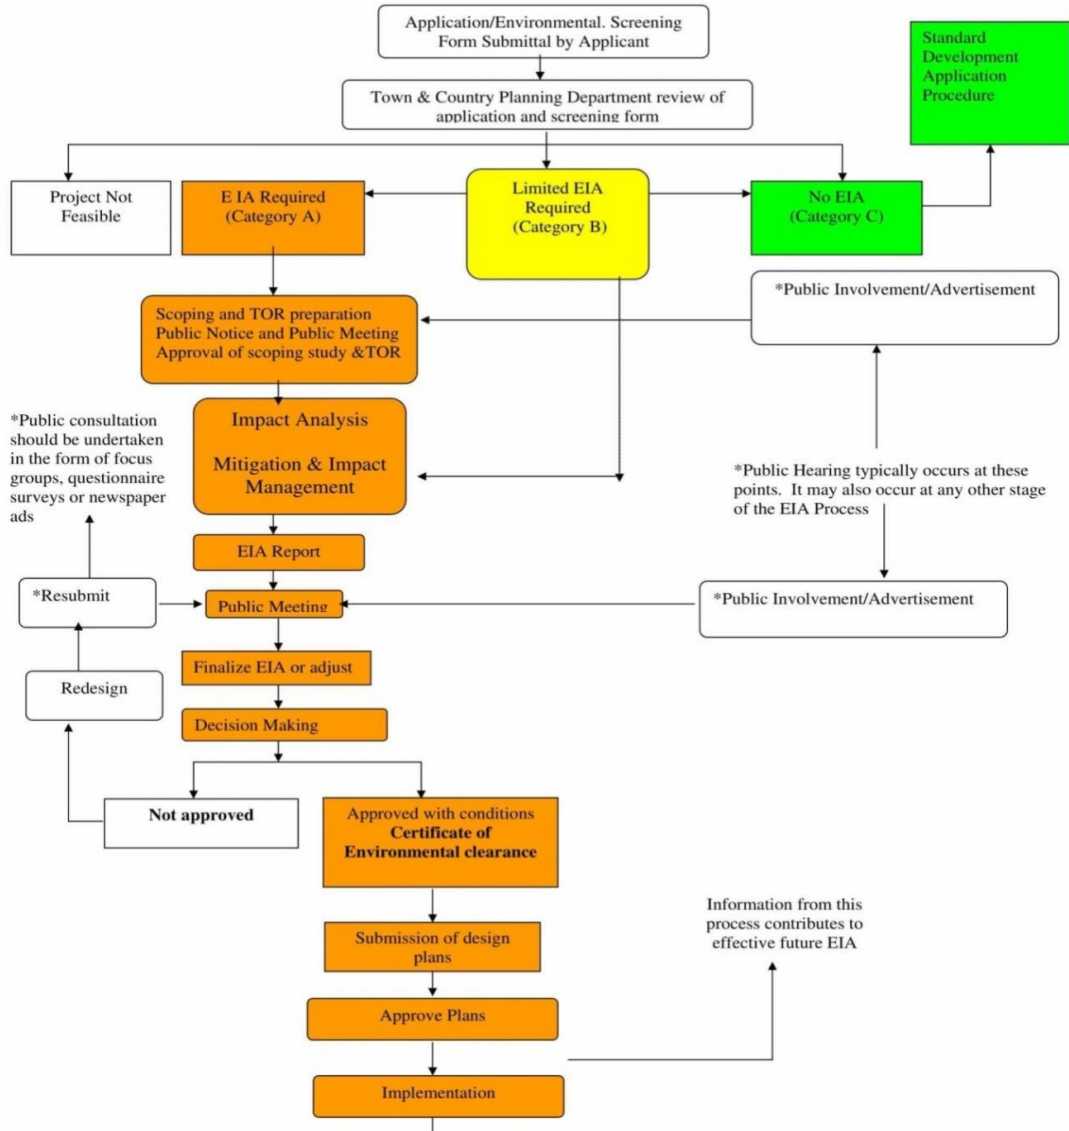 Application/Environmental. Screening
Form Submittal by Applicant
Standard
Development
Application
Procedure
Town & Country Planning Department review of
application and screening form
Project Not
Feasible
E IA Required
(Category A)
Limited EIA
Required
(Category B)
No EIA
(Category C)
*Public Involvement/Advertisement
Scoping and TOR preparation
Public Notice and Public Meeting
Approval of scoping study &TOR
*Public consultation
should be undertaken
in the form of focus
groups, questionnaire
surveys or newspaper
ads
Impact Analysis
Mitigation & Impact
Management
*Public Hearing typically occurs at these
points. It may also occur at any other stage
of the EIA Process
EIA Report
*Resubmit
Public Meeting
*Public Involvement/Advertisement
Finalize EIA or adjust
Redesign
Decision Making
Not approved
Approved with conditions
Certificate of
Environmental clearance
Information from this
process contributes to
effective future EIA
Submission of design
plans
Approve Plans
Implementation